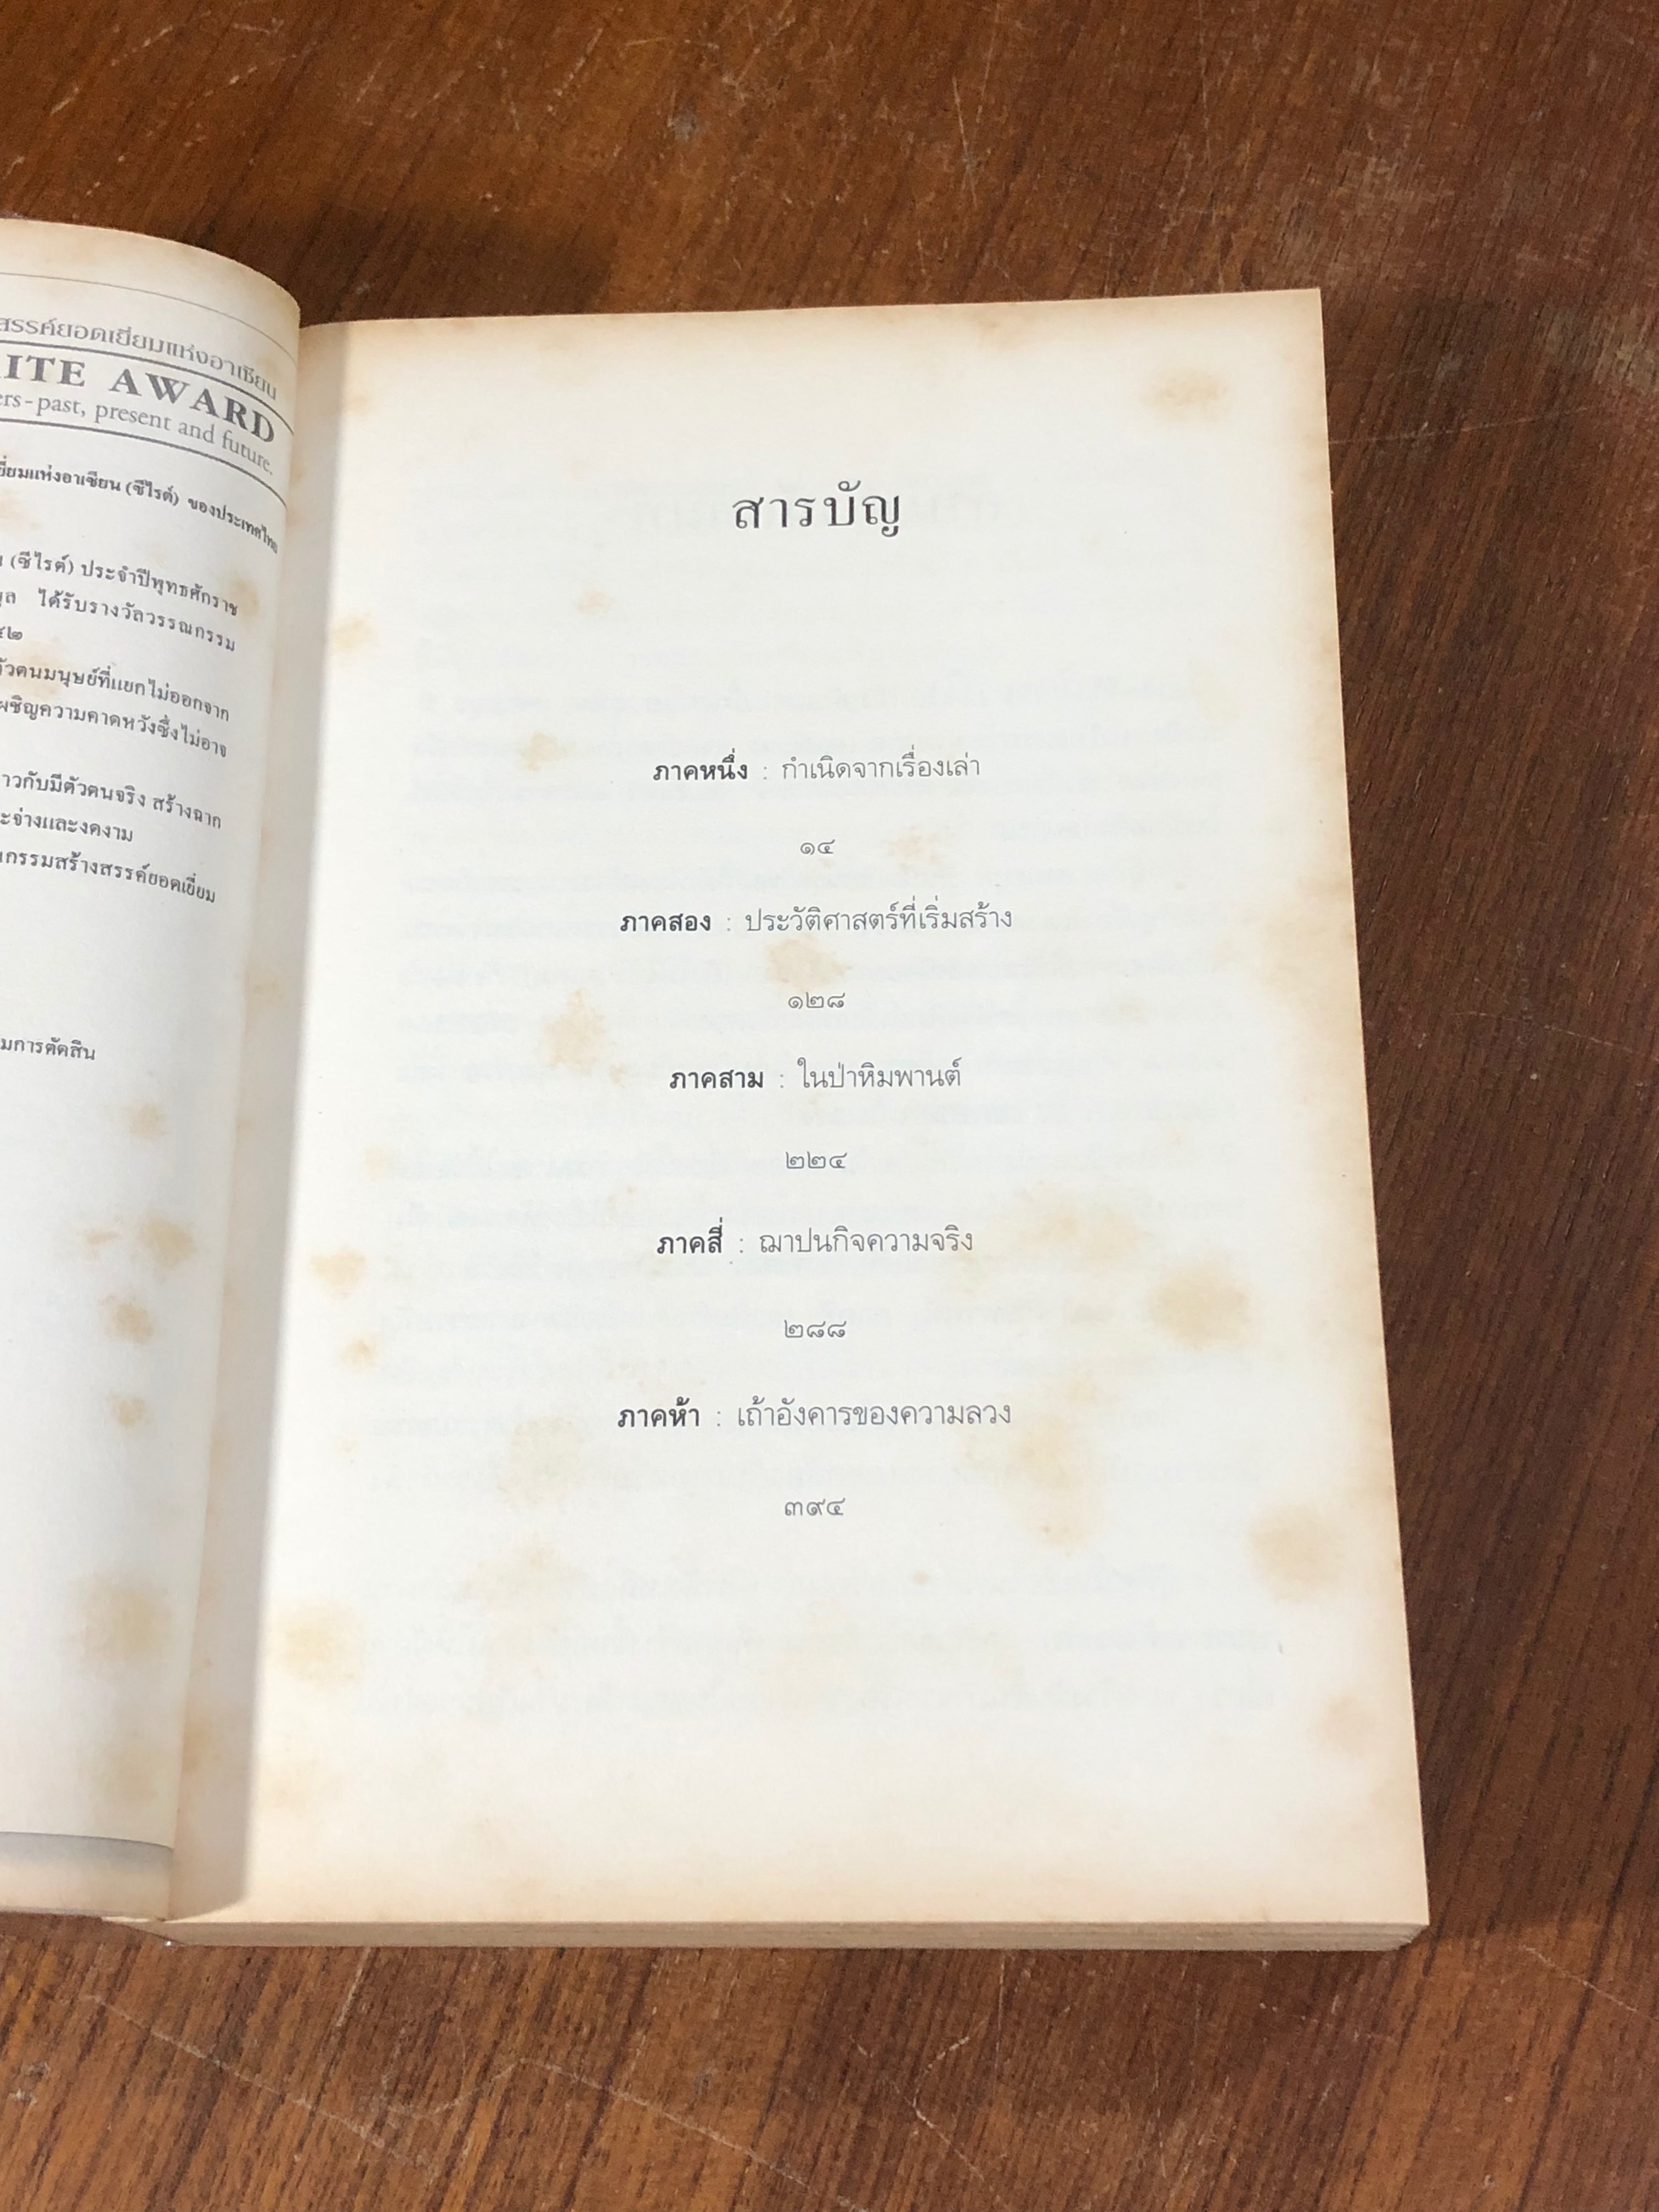 สรรค์ยอดเยี่ยมแห่งอาเซียน
AWARD
past, present and future.
แห่งอาเซียน (ซีไรต์) ของประเทศไทย
(ซีไรต์) ประจำปีพุทธศักราช
ได้รับรางวัลวรรณกรรม
ตัวตนมนุษย์ที่แยกไม่ออกจาก
ผชิญความคาดหวังซึ่งไม่อาจ
าวกับมีตัวตนจริง สร้างฉาก
ะจ่างและงดงาม
กรรมสร้างสรรค์ยอดเยี่ยม
มการตัดสิน
สารบัญ
ภาคหนึ่ง : กำเนิดจากเรื่องเล่า
๑๔
ภาคสอง : ประวัติศาสตร์ที่เริ่มสร้าง
๑๒๘
ภาคสาม : ในป่าหิมพานต์
๒๒๔
ภาคสี่ : ฌาปนกิจความจริง
๒๘๘
ภาคห้า : เถ้าอังคารของความลวง
๓๙๔